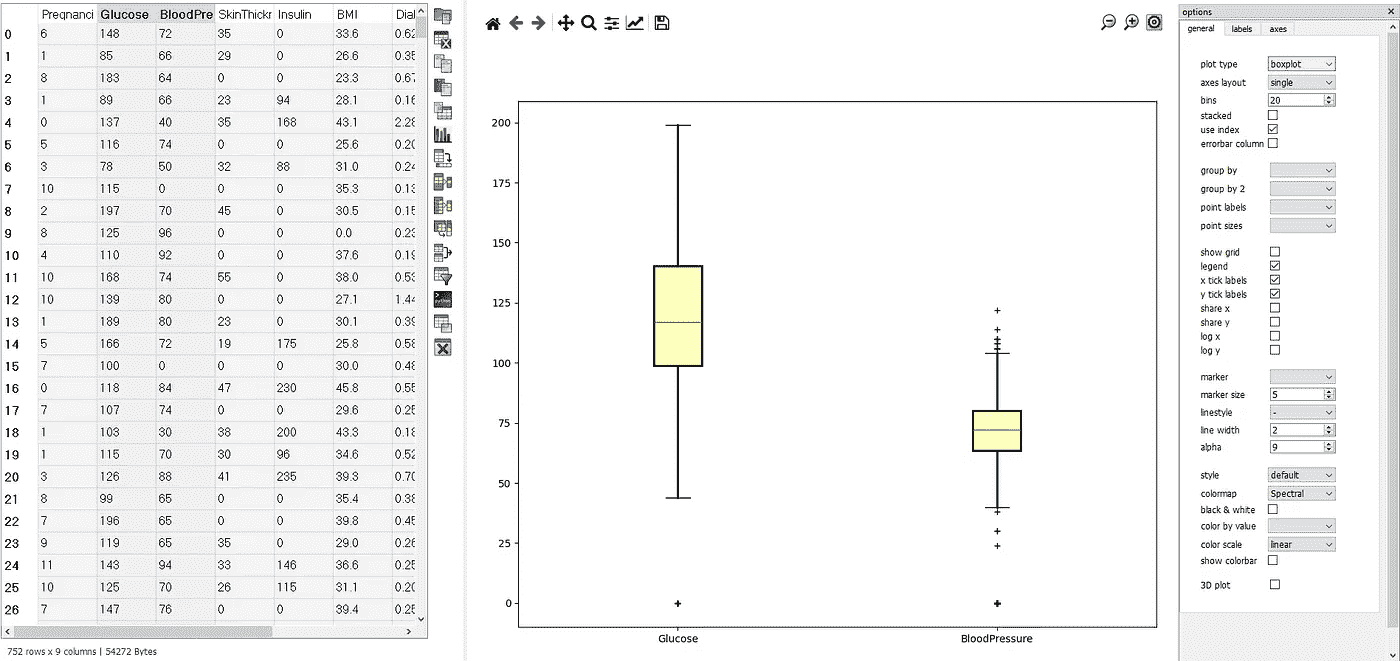 Pregnanci Glucose BloodPre SkinThickr Insulin BMI Dial
0 6 148 72 35 0 33.6 0.62
1 1 85 66 29 0 26.6 0.35
2 8 183 64 0 0 23.3 0.67
3 1 89 66 23 94 28.1 0.16
4 0 137 40 35 168 43.1 2.28
5 5 116 74 0 0 25.6 0.20
6 3 78 50 32 88 31.0 0.24
7 10 115 0 0 0 35.3 0.13
8 2 197 70 45 0 30.5 0.15
9 8 125 96 0 0 0.0 0.23
10 4 110 92 0 0 37.6 0.19
11 10 168 74 55 0 38.0 0.53
12 10 139 80 0 0 27.1 1.44
13 1 189 80 23 0 30.1 0.39
14 5 166 72 19 175 25.8 0.58
15 7 100 0 0 0 30.0 0.48
16 0 118 84 47 230 45.8 0.55
17 7 107 74 0 0 29.6 0.25
18 1 103 30 38 200 43.3 0.18
19 1 115 70 30 96 34.6 0.52
20 3 126 88 41 235 39.3 0.70
21 8 99 65 0 0 35.4 0.38
22 7 196 65 0 0 39.8 0.45
23 9 119 65 35 0 29.0 0.26
24 11 143 94 33 146 36.6 0.25
25 10 125 70 26 115 31.1 0.20
26 7 147 76 0 0 39.4 0.25
752 rows x 9 columns | 54272 Bytes
200
175
150
125
100
75
50
25
0
Glucose BloodPressure
options
general labels axes
plot type boxplot
axes layout single
bins 20
stacked
use index
errorbar column
group by
group by 2
point labels
point sizes
show grid
legend
x tick labels
y tick labels
share x
share y
log x
log y
marker
marker size 5
linestyle -
line width 2
alpha 9
style default
colormap Spectral
black & white
color by value
color scale linear
show colorbar
3D plot